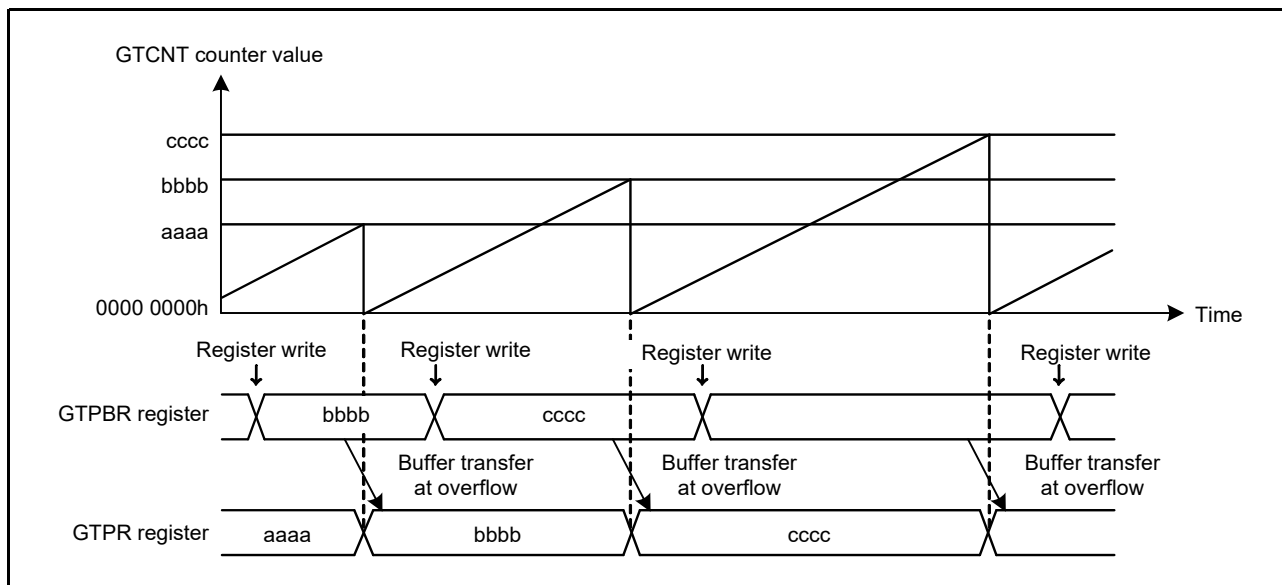 GTCNT counter value
cccc
bbbb
aaaa
0000 0000h
Time
Register write
Register write
Register write
Register write
GTPBR register
bbbb
cccc
Buffer transfer
at overflow
Buffer transfer
at overflow
Buffer transfer
at overflow
GTPR register
aaaa
bbbb
cccc